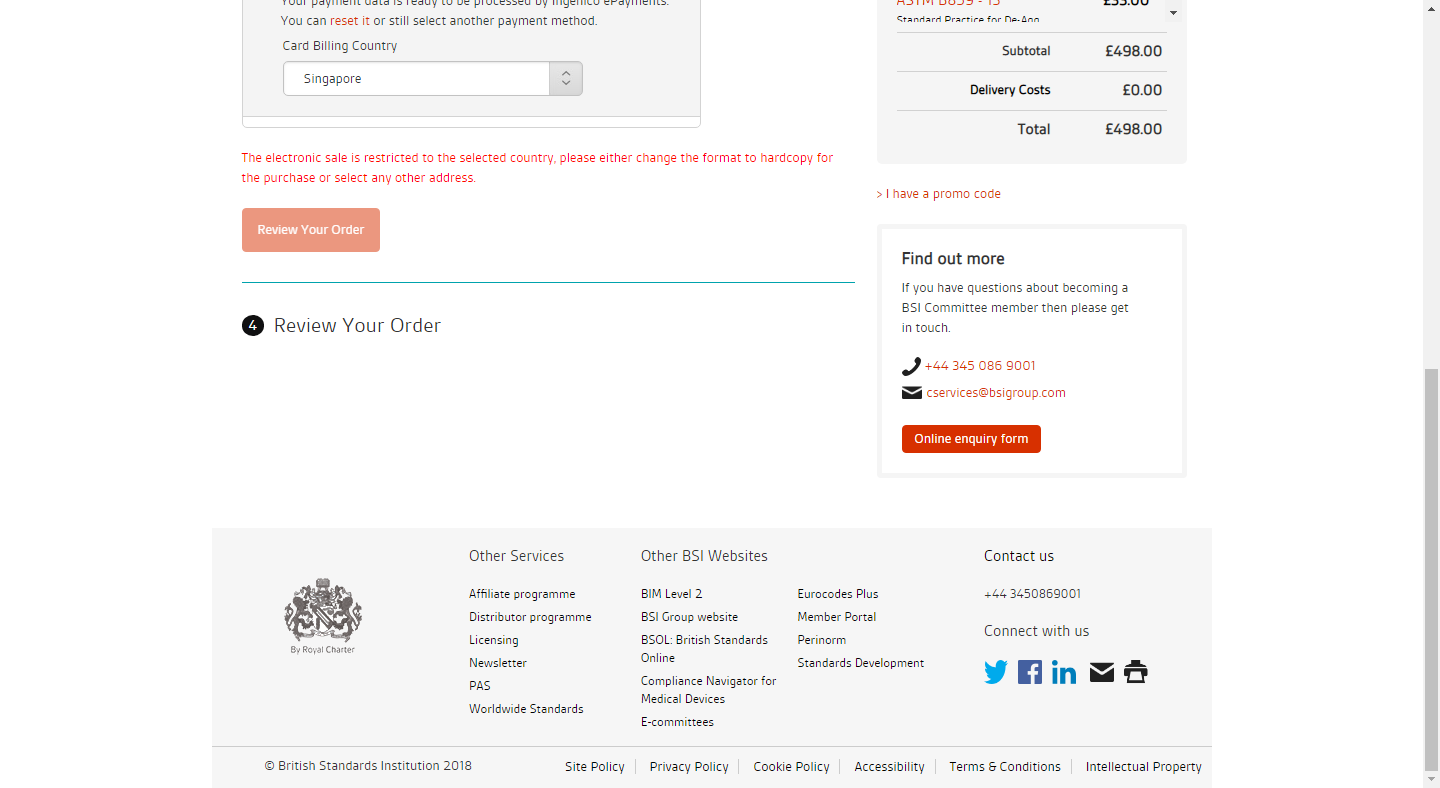 Your payment data is ready to be processed by Ingenico ePayments.
You can reset it or still select another payment method.
Card Billing Country
Singapore
The electronic sale is restricted to the selected country, please either change the format to hardcopy for
the purchase or select any other address.
Review Your Order
4 Review Your Order
ASTM B859 - 13 £55.00
Standard Practice for De-Agg
Subtotal £498.00
Delivery Costs £0.00
Total £498.00
> I have a promo code
Find out more
If you have questions about becoming a
BSI Committee member then please get
in touch.
+44 345 086 9001
cservices@bsigroup.com
Online enquiry form
By Royal Charter
Other Services
Affiliate programme
Distributor programme
Licensing
Newsletter
PAS
Worldwide Standards
Other BSI Websites
BIM Level 2
BSI Group website
BSOL: British Standards
Online
Compliance Navigator for
Medical Devices
E-committees
Eurocodes Plus
Member Portal
Perinorm
Standards Development
Contact us
+44 3450869001
Connect with us
© British Standards Institution 2018
Site Policy
Privacy Policy
Cookie Policy
Accessibility
Terms & Conditions
Intellectual Property